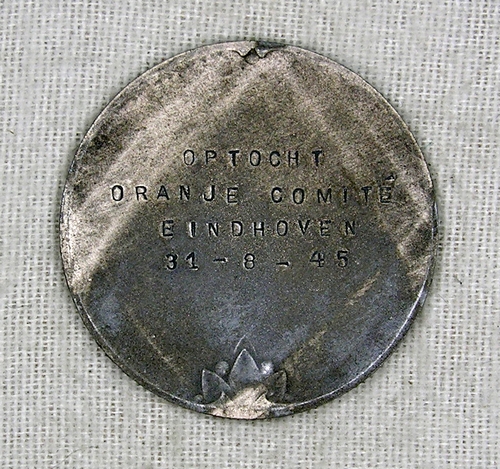 OPTOCHT
ORANJE COMITÉ
EINDHOVEN
31-8-45